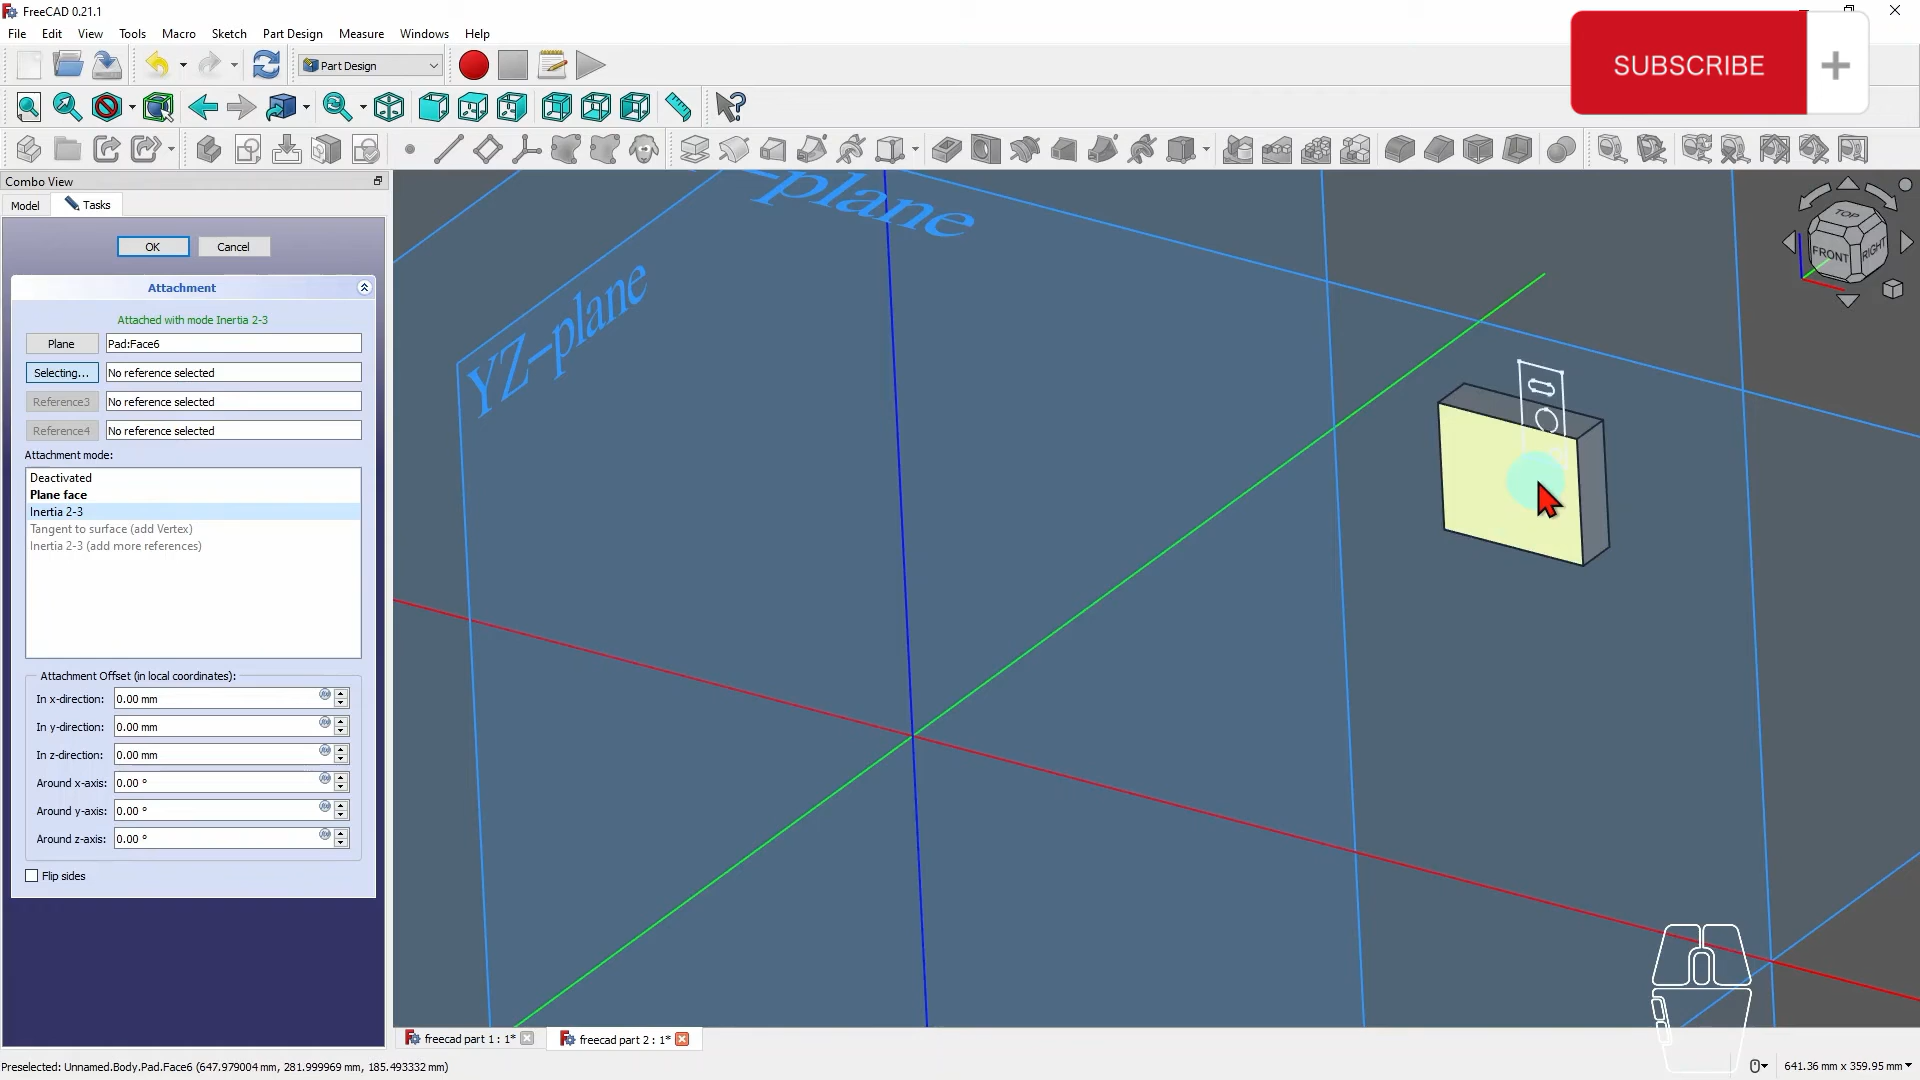 FreeCAD 0.21.1
File Edit View Tools Macro Sketch Part Design Measure Windows Help
Part Design
SUBSCRIBE +
Combo View
Model Tasks
OK Cancel
Attachment
Attached with mode Inertia 2-3
Plane Pad:Face6
Selecting... No reference selected
Reference3 No reference selected
Reference4 No reference selected
Attachment mode:
Deactivated
Plane face
Inertia 2-3
Tangent to surface (add Vertex)
Inertia 2-3 (add more references)
Attachment Offset (in local coordinates):
In x-direction: 0.00 mm
In y-direction: 0.00 mm
In z-direction: 0.00 mm
Around x-axis: 0.00 °
Around y-axis: 0.00 °
Around z-axis: 0.00 °
Flip sides
-plane
YZ-plane
TOP
FRONT RIGHT
freecad part 1 : 1* freecad part 2 : 1*
Preselected: Unnamed.Body.Pad.Face6 (647.979004 mm, 281.999969 mm, 185.493332 mm) 641.36 mm x 359.95 mm